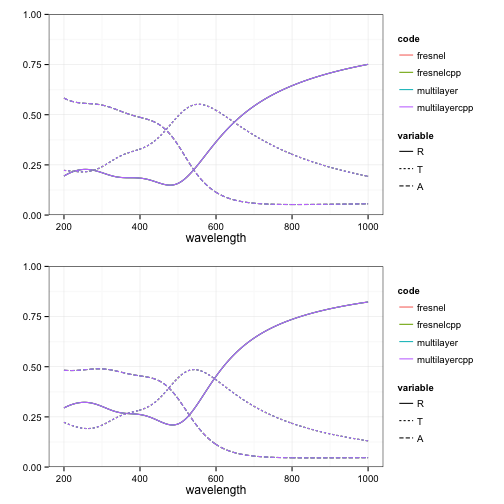 1.00
0.75
0.50
0.25
0.00
200 400 600 800 1000
wavelength
code
fresnel
fresnelcpp
multilayer
multilayercpp
variable
R
T
A
1.00
0.75
0.50
0.25
0.00
200 400 600 800 1000
wavelength
code
fresnel
fresnelcpp
multilayer
multilayercpp
variable
R
T
A